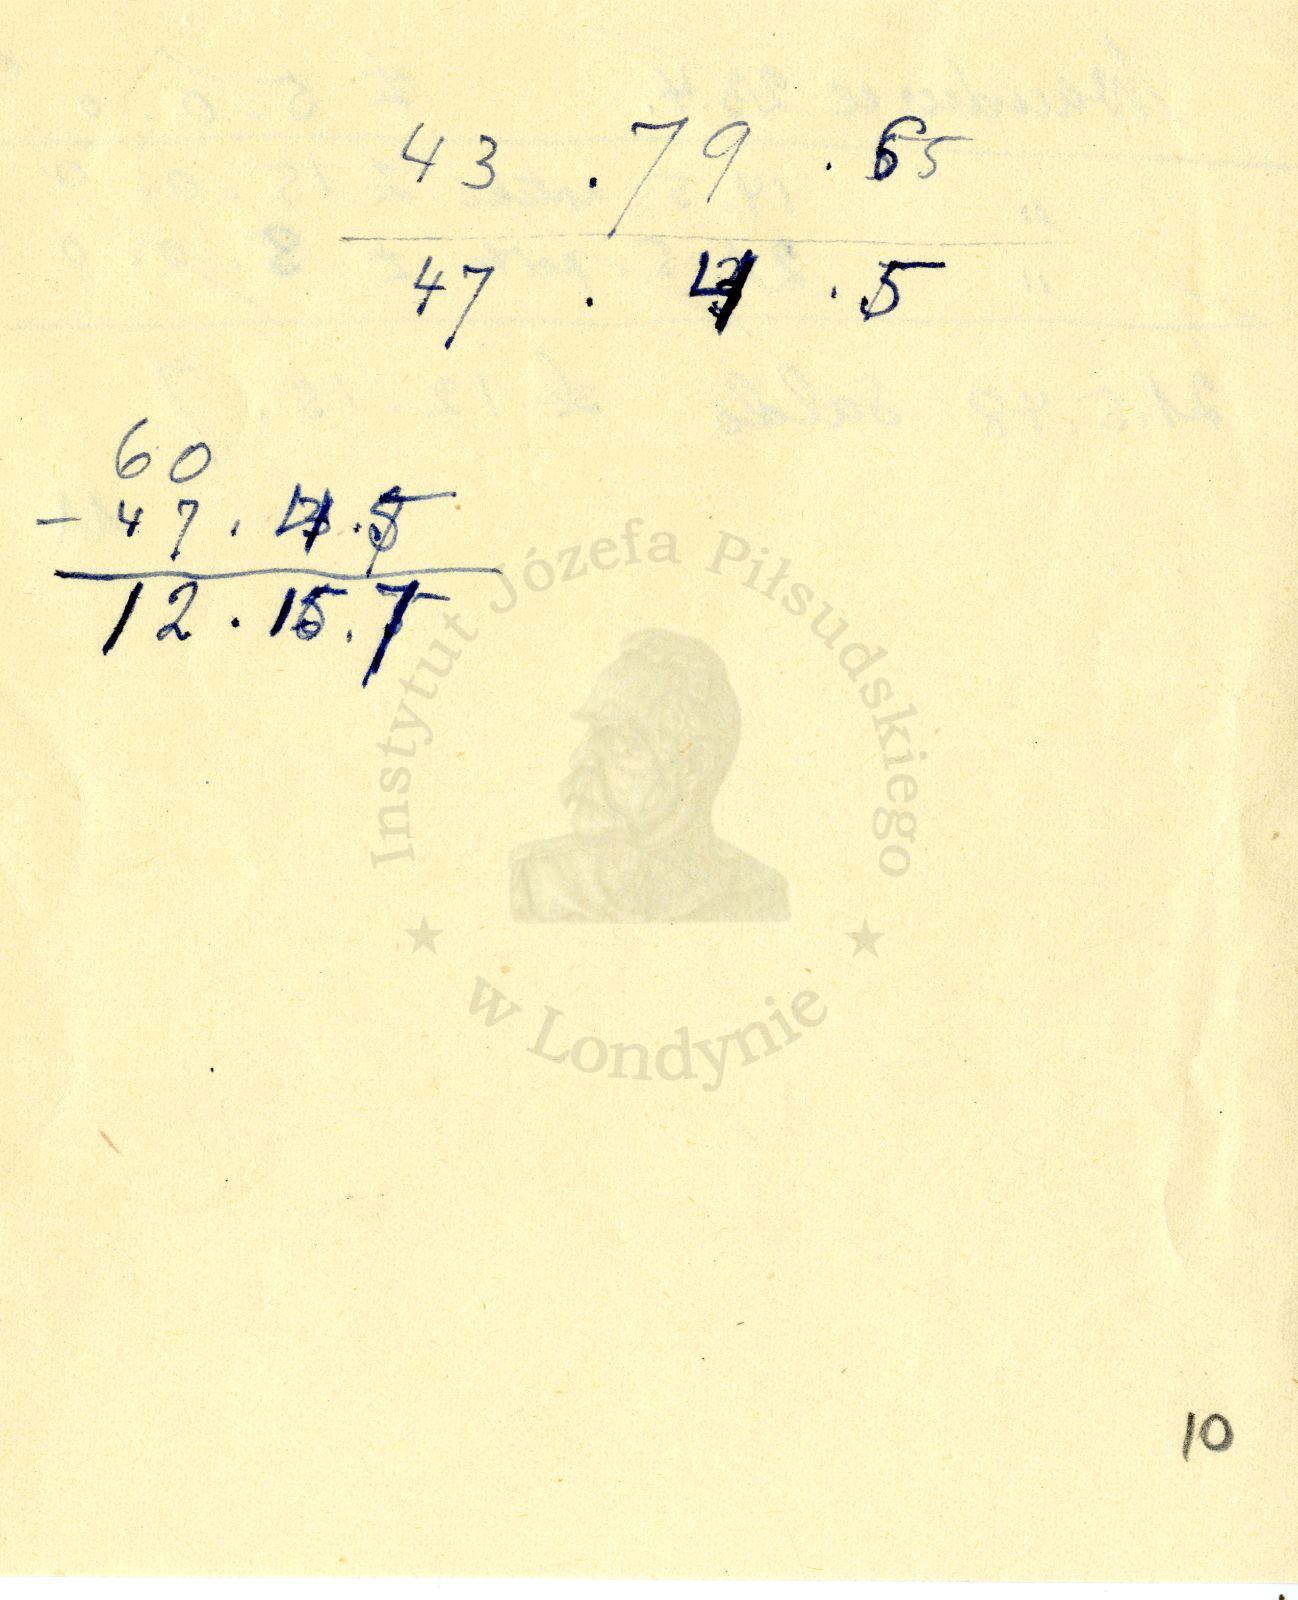 43 . 79 . 65
47 . 4 . 5
60
- 47 . 4 . 5
12 . 15 . 7
Instytut Józefa Piłsudskiego
w Londynie
10